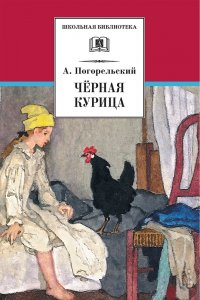 ШКОЛЬНАЯ БИБЛИОТЕКА
А. Погорельский
ЧЁРНАЯ
КУРИЦА